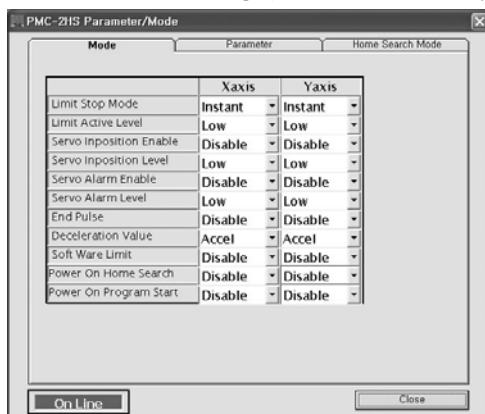 PMC-2HS Parameter/Mode
Mode Parameter Home Search Mode
Xaxis Yaxis
Limit Stop Mode Instant Instant
Limit Active Level Low Low
Servo Inposition Enable Disable Disable
Servo Inposition Level Low Low
Servo Alarm Enable Disable Disable
Servo Alarm Level Low Low
End Pulse Disable Disable
Deceleration Value Accel Accel
Soft Ware Limit Disable Disable
Power On Home Search Disable Disable
Power On Program Start Disable Disable
On Line Close